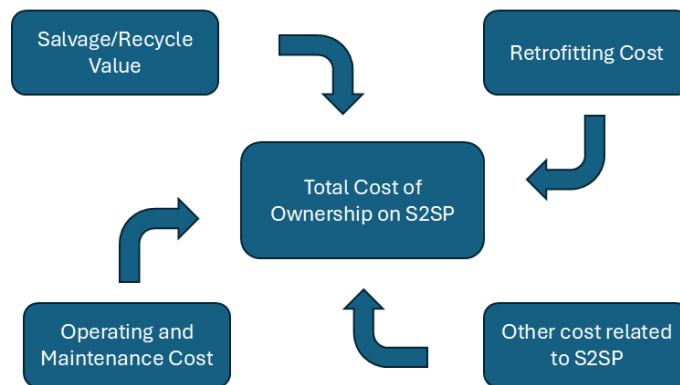 Salvage/Recycle
Value
Retrofitting Cost
Total Cost of
Ownership on S2SP
Operating and
Maintenance Cost
Other cost related
to S2SP